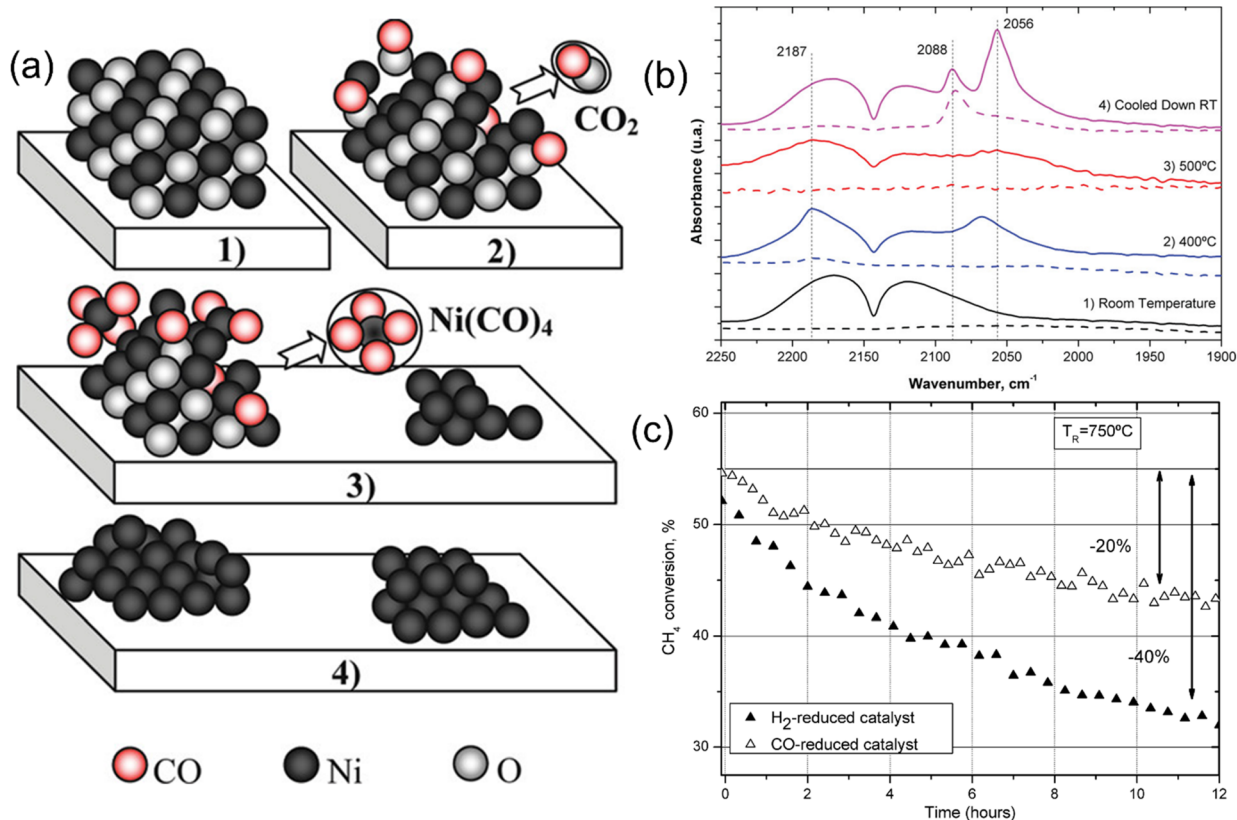 (a)
CO2
1)
2)
Ni(CO)4
3)
4)
CO
Ni
O
(b)
2187
2088
2056
4) Cooled Down RT
3) 500ºC
2) 400ºC
1) Room Temperature
Absorbance (u.a.)
2250 2200 2150 2100 2050 2000 1950 1900
Wavenumber, cm-1
(c)
TR=750ºC
60
50
40
30
CH4 conversion, %
-20%
-40%
H2-reduced catalyst
CO-reduced catalyst
0 2 4 6 8 10 12
Time (hours)